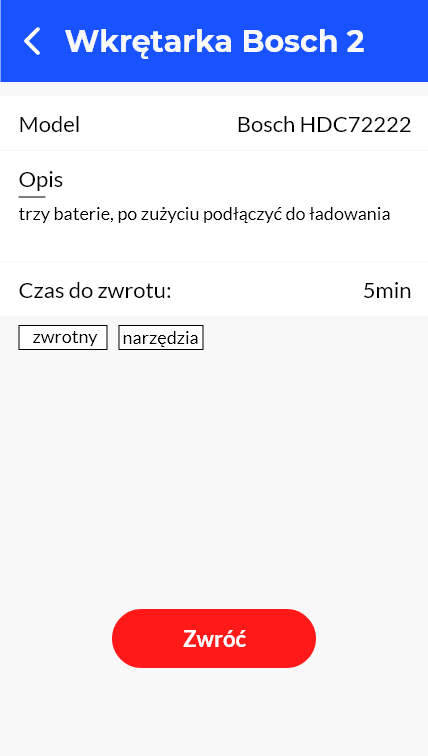 Wkrętarka Bosch 2
Model Bosch HDC72222
Opis
trzy baterie, po zużyciu podłączyć do ładowania
Czas do zwrotu: 5min
zwrotny narzędzia
Zwróć